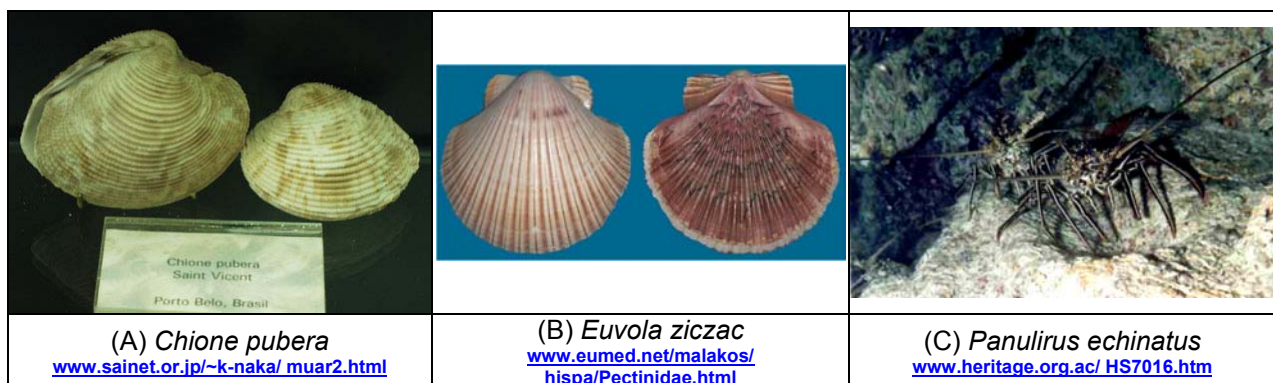 Chione pubera
Saint Vicent
Porto Belo, Brasil
(A) Chione pubera
www.sainet.or.jp/~k-naka/ muar2.html
(B) Euvola ziczac
www.eumed.net/malakos/
hispa/Pectinidae.html
(C) Panulirus echinatus
www.heritage.org.ac/ HS7016.htm